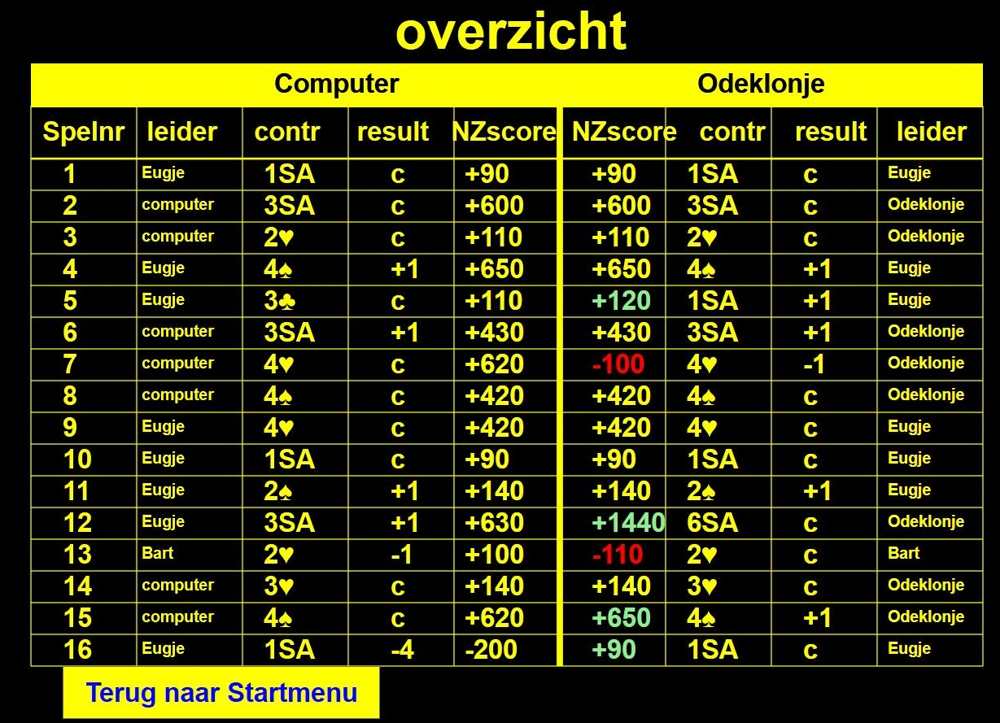 overzicht
Computer Odeklonje
Spelnr leider contr result NZscore NZscore contr result leider
1 Eugje 1SA c +90 +90 1SA c Eugje
2 computer 3SA c +600 +600 3SA c Odeklonje
3 computer 2♥ c +110 +110 2♥ c Odeklonje
4 Eugje 4♠ +1 +650 +650 4♠ +1 Eugje
5 Eugje 3♣ c +110 +120 1SA +1 Eugje
6 computer 3SA +1 +430 +430 3SA +1 Odeklonje
7 computer 4♥ c +620 -100 4♥ -1 Odeklonje
8 computer 4♠ c +420 +420 4♠ c Odeklonje
9 Eugje 4♥ c +420 +420 4♥ c Eugje
10 Eugje 1SA c +90 +90 1SA c Eugje
11 Eugje 2♠ +1 +140 +140 2♠ +1 Eugje
12 Eugje 3SA +1 +630 +1440 6SA c Odeklonje
13 Bart 2♥ -1 +100 -110 2♥ c Bart
14 computer 3♥ c +140 +140 3♥ c Odeklonje
15 computer 4♠ c +620 +650 4♠ +1 Odeklonje
16 Eugje 1SA -4 -200 +90 1SA c Eugje
Terug naar Startmenu